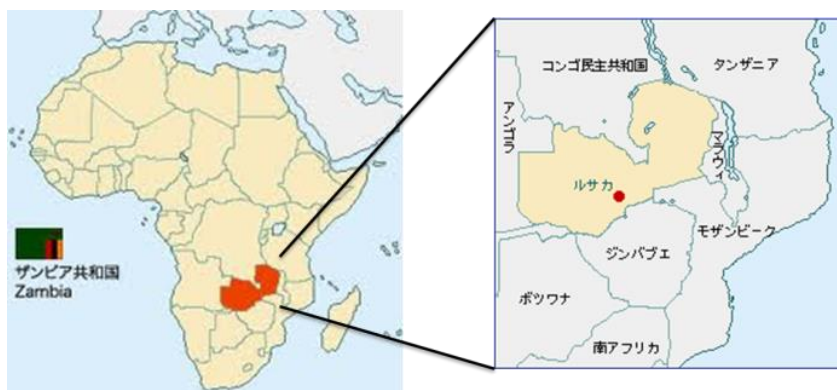 ザンビア共和国
Zambia
コンゴ民主共和国
タンザニア
アンゴラ
マラウィ
ルサカ
モザンビーク
ジンバブエ
ボツワナ
南アフリカ